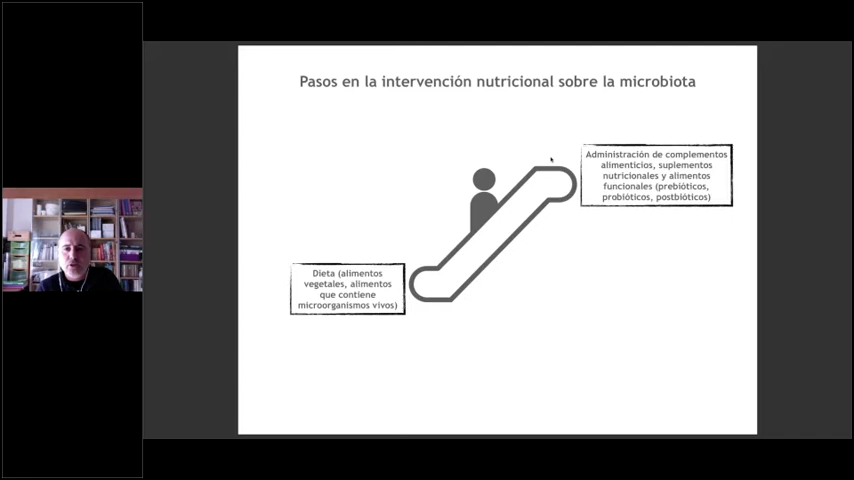 Pasos en la intervención nutricional sobre la microbiota
Administración de complementos
alimenticios, suplementos
nutricionales y alimentos
funcionales (prebióticos,
probióticos, postbióticos)
Dieta (alimentos
vegetales, alimentos
que contiene
microorganismos vivos)